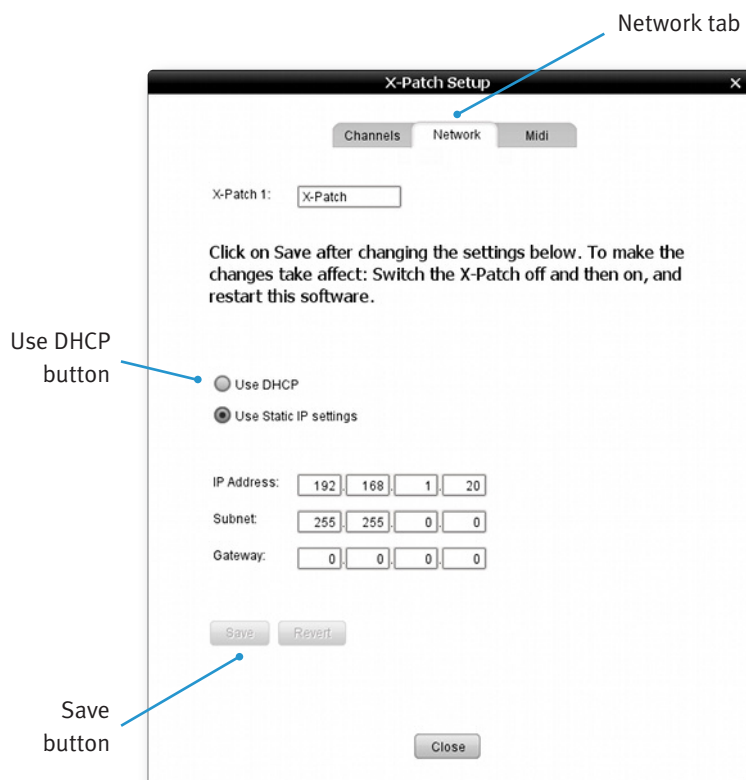 Network tab
X-Patch Setup
×
Channels Network Midi
X-Patch 1: X-Patch
Click on Save after changing the settings below. To make the
changes take affect: Switch the X-Patch off and then on, and
restart this software.
Use DHCP
button
Use DHCP
Use Static IP settings
IP Address: 192. 168. 1. 20
Subnet: 255. 255. 0. 0
Gateway: 0. 0. 0. 0
Save Revert
Save
button
Close